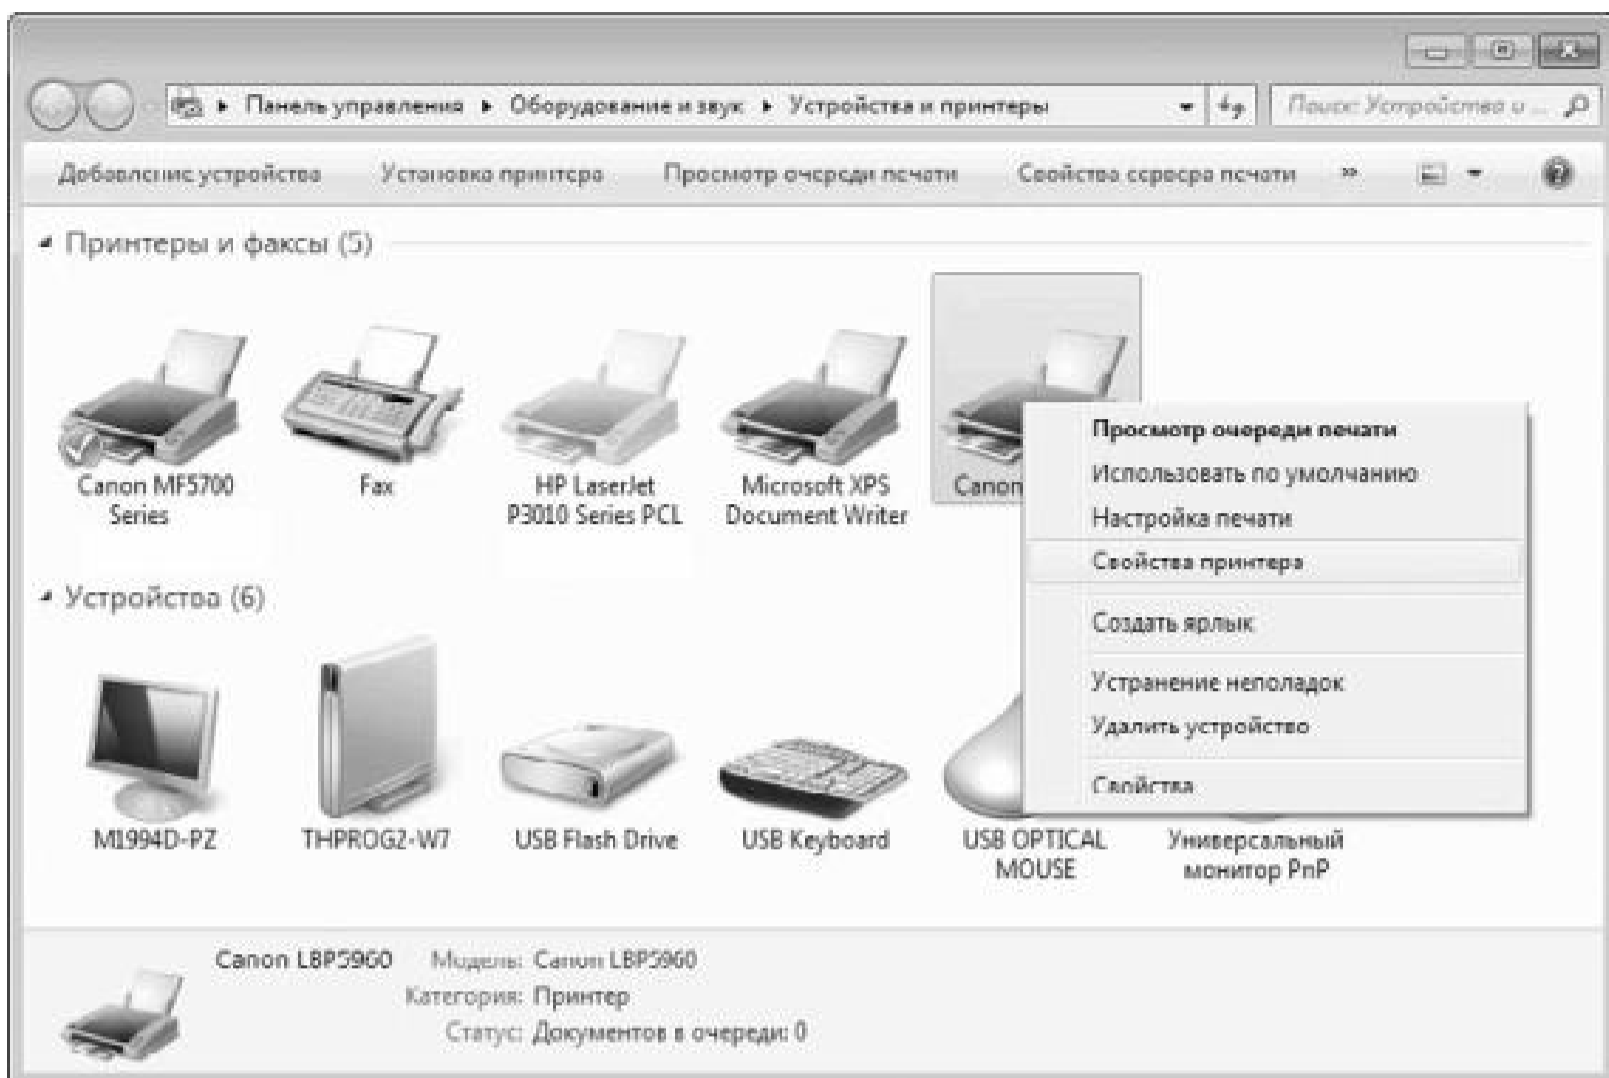 Панель управления ▸ Оборудование и звук ▸ Устройства и принтеры
Поиск: Устройства и ...
Добавление устройства Установка принтера Просмотр очереди печати Свойства сервера печати »
Принтеры и факсы (5)
Canon MF5700
Series
Fax
HP LaserJet
P3010 Series PCL
Microsoft XPS
Document Writer
Canon
Просмотр очереди печати
Использовать по умолчанию
Настройка печати
Свойства принтера
Создать ярлык
Устранение неполадок
Удалить устройство
Свойства
Устройства (6)
M1994D-PZ
THPROG2-W7
USB Flash Drive
USB Keyboard
USB OPTICAL
MOUSE
Универсальный
монитор PnP
Canon LBP5960 Модель: Canon LBP5960
Категория: Принтер
Статус: Документов в очереди: 0